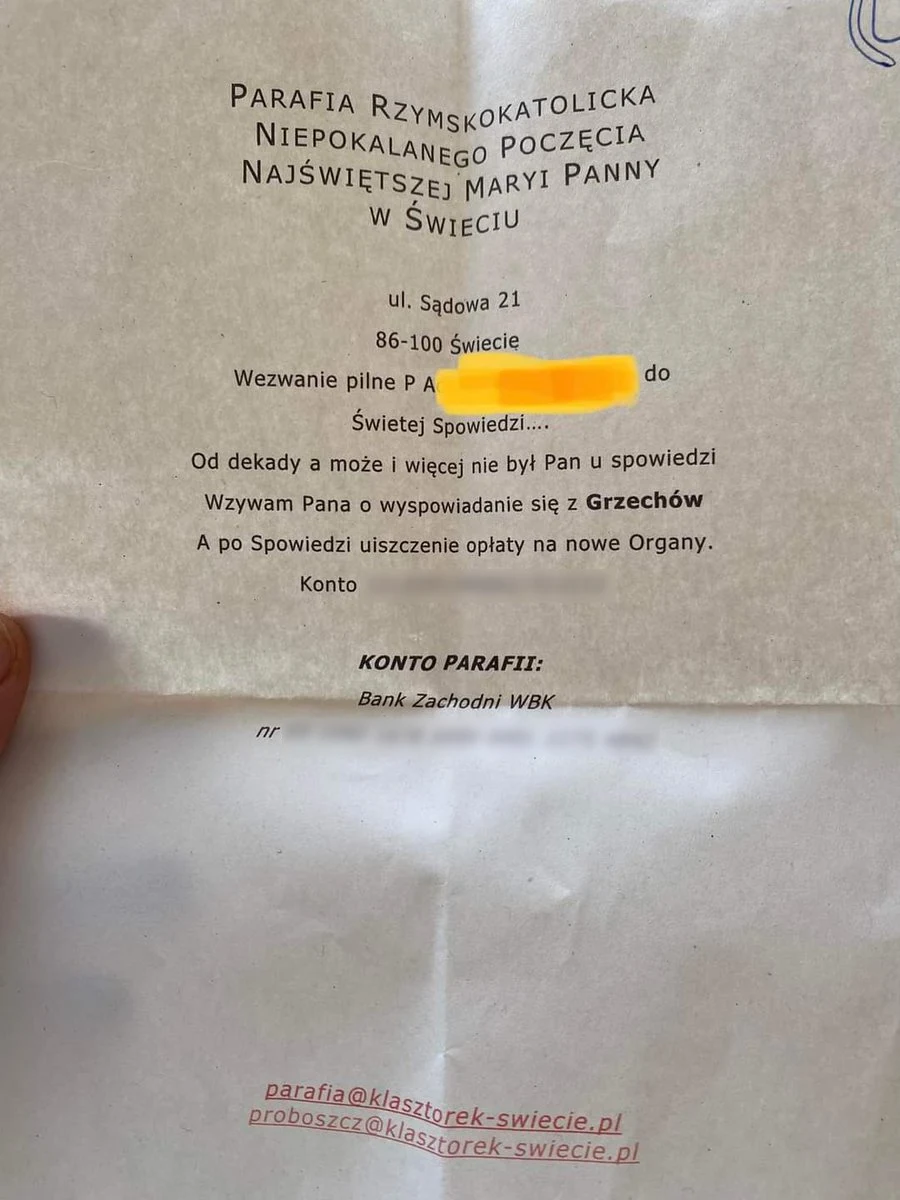 PARAFIA RZYMSKOKATOLICKA
NIEPOKALANEGO POCZĘCIA
NAJŚWIĘTSZEJ MARYI PANNY
W ŚWIECIU
ul. Sądowa 21
86-100 Świecie
Wezwanie pilne P A do
Świetej Spowiedzi....
Od dekady a może i więcej nie był Pan u spowiedzi
Wzywam Pana o wyspowiadanie się z Grzechów
A po Spowiedzi uiszczenie opłaty na nowe Organy.
Konto
KONTO PARAFII:
Bank Zachodni WBK
nr
parafia@klasztorek-swiecie.pl
proboszcz@klasztorek-swiecie.pl